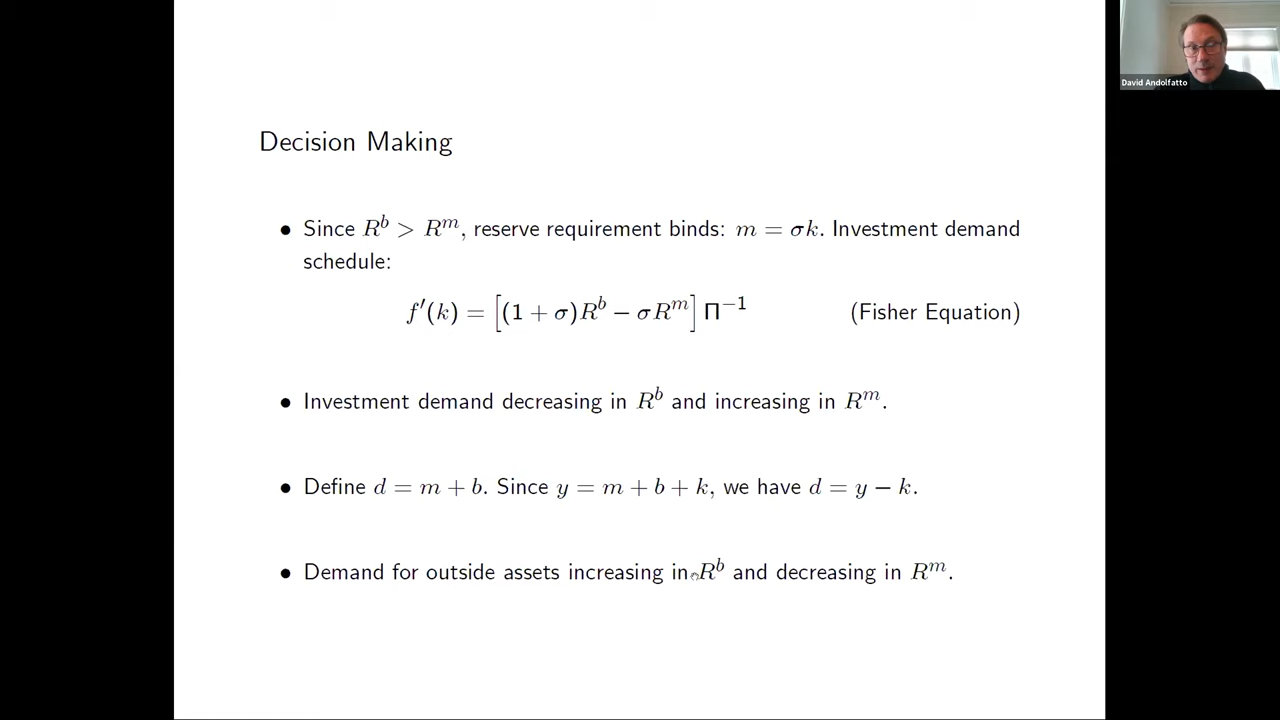 David Andolfatto
Decision Making
• Since R^b > R^m, reserve requirement binds: m = σk. Investment demand
schedule:
f′(k) = [(1 + σ)R^b − σR^m] Π^−1 (Fisher Equation)
• Investment demand decreasing in R^b and increasing in R^m.
• Define d = m + b. Since y = m + b + k, we have d = y − k.
• Demand for outside assets increasing in R^b and decreasing in R^m.